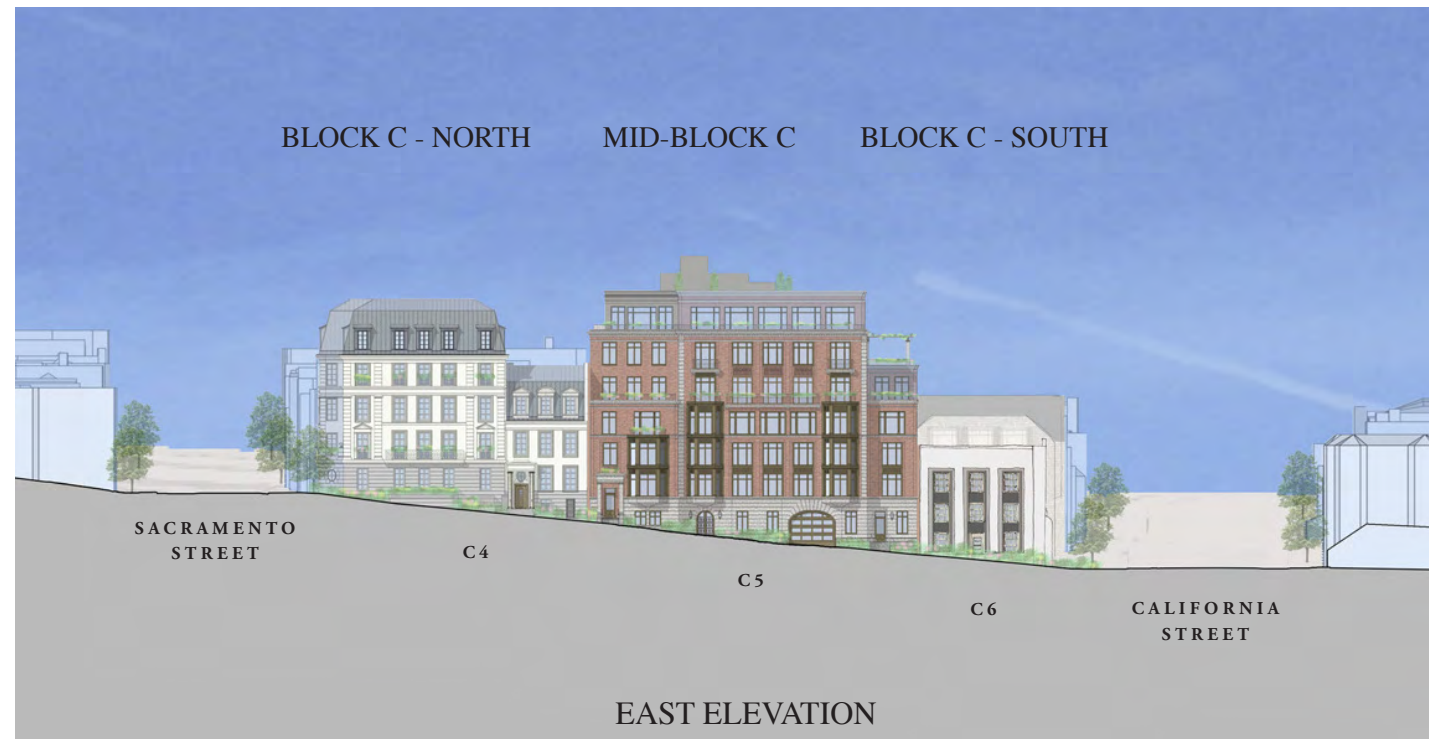 BLOCK C - NORTH MID-BLOCK C BLOCK C - SOUTH
SACRAMENTO
STREET
C4
C5
C6
CALIFORNIA
STREET
EAST ELEVATION